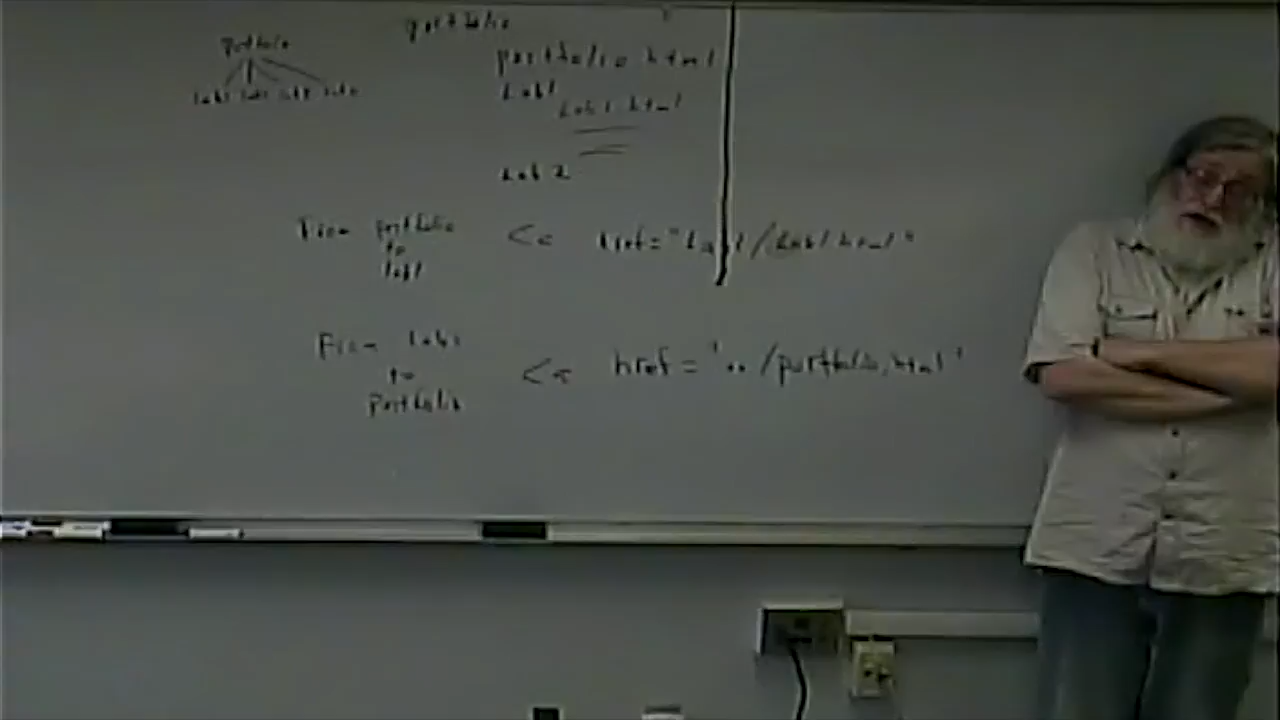 portfolio
portfolio
portfolio.html
Lab1
Lab1.html
Lab2
From portfolio
to
lab1
<a href="Lab1/Lab1.html"
From Lab1
to
Portfolio
<a href="../portfolio.html"